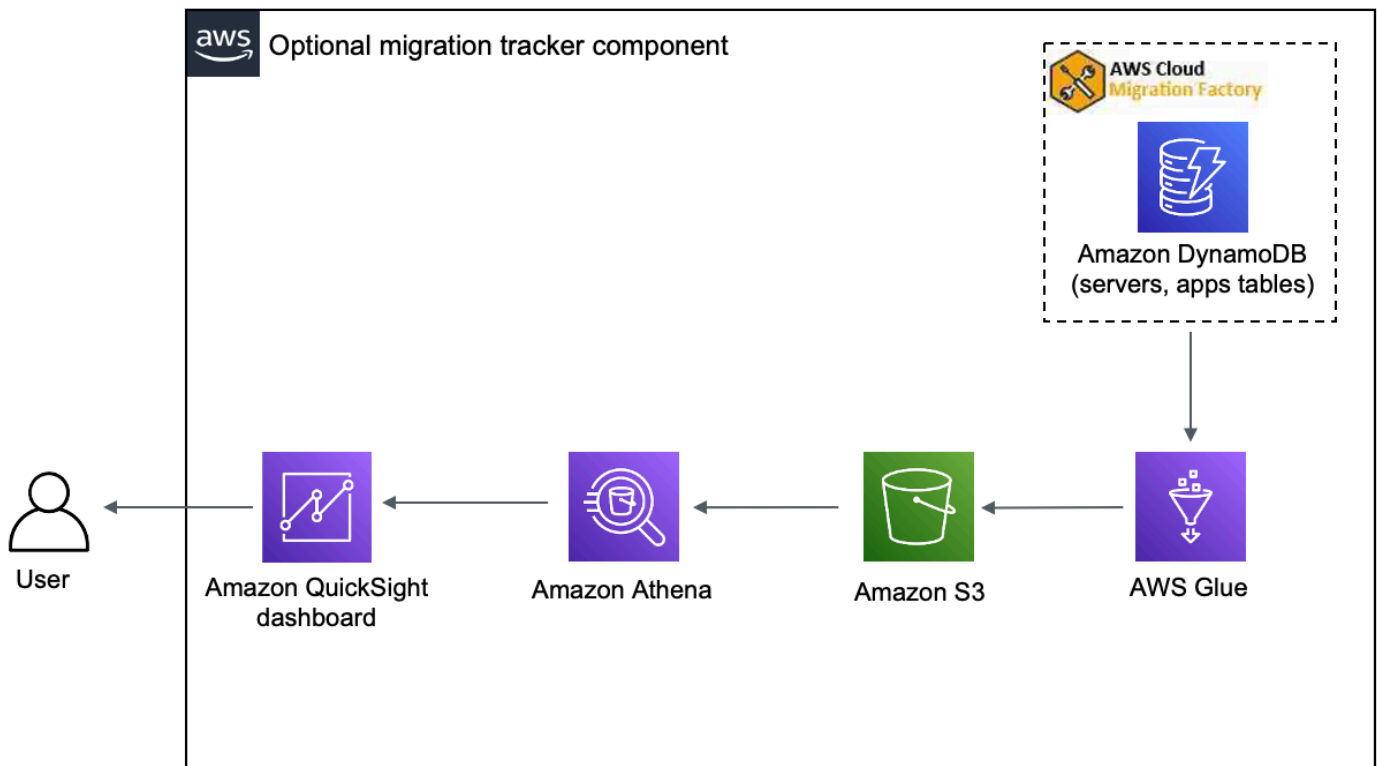 aws
Optional migration tracker component
AWS Cloud
Migration Factory
Amazon DynamoDB
(servers, apps tables)
User
Amazon QuickSight
dashboard
Amazon Athena
Amazon S3
AWS Glue